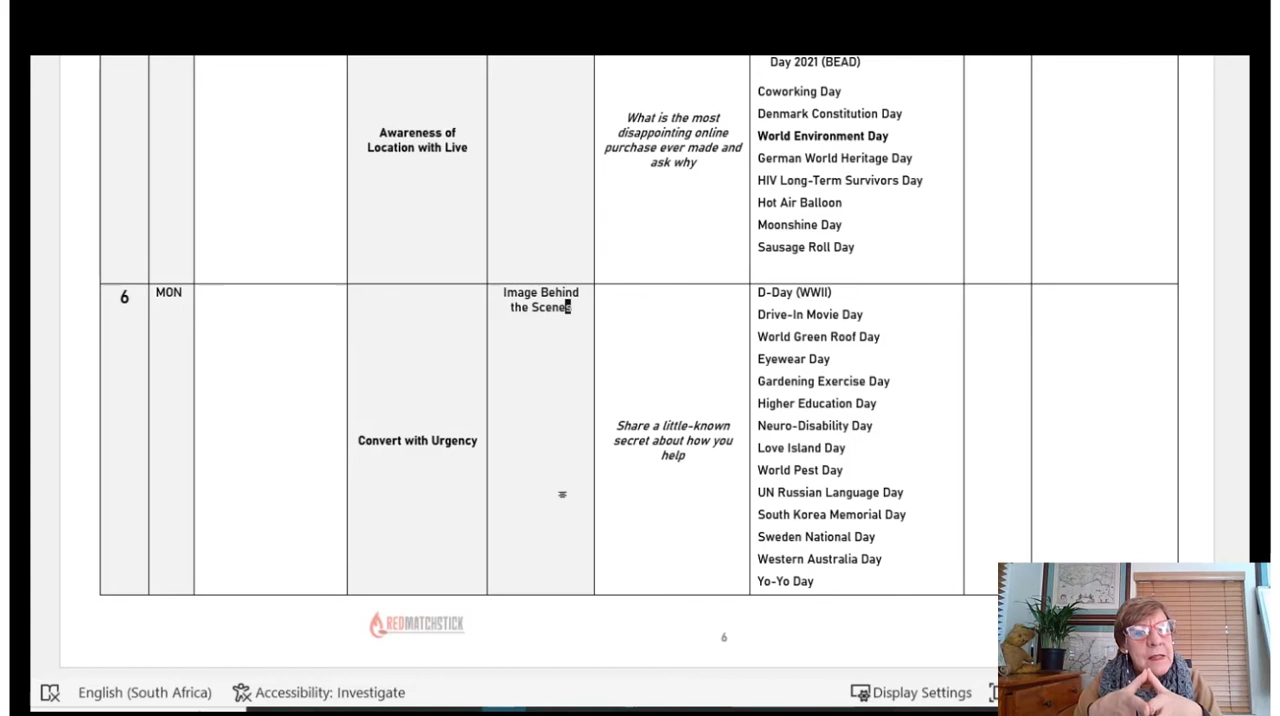 Day 2021 (BEAD)
Coworking Day
Denmark Constitution Day
World Environment Day
German World Heritage Day
HIV Long-Term Survivors Day
Hot Air Balloon
Moonshine Day
Sausage Roll Day
Awareness of
Location with Live
What is the most
disappointing online
purchase ever made and
ask why
6
MON
Convert with Urgency
Image Behind
the Scenes
Share a little-known
secret about how you
help
D-Day (WWII)
Drive-In Movie Day
World Green Roof Day
Eyewear Day
Gardening Exercise Day
Higher Education Day
Neuro-Disability Day
Love Island Day
World Pest Day
UN Russian Language Day
South Korea Memorial Day
Sweden National Day
Western Australia Day
Yo-Yo Day
REDMATCHSTICK
6
English (South Africa)
Accessibility: Investigate
Display Settings